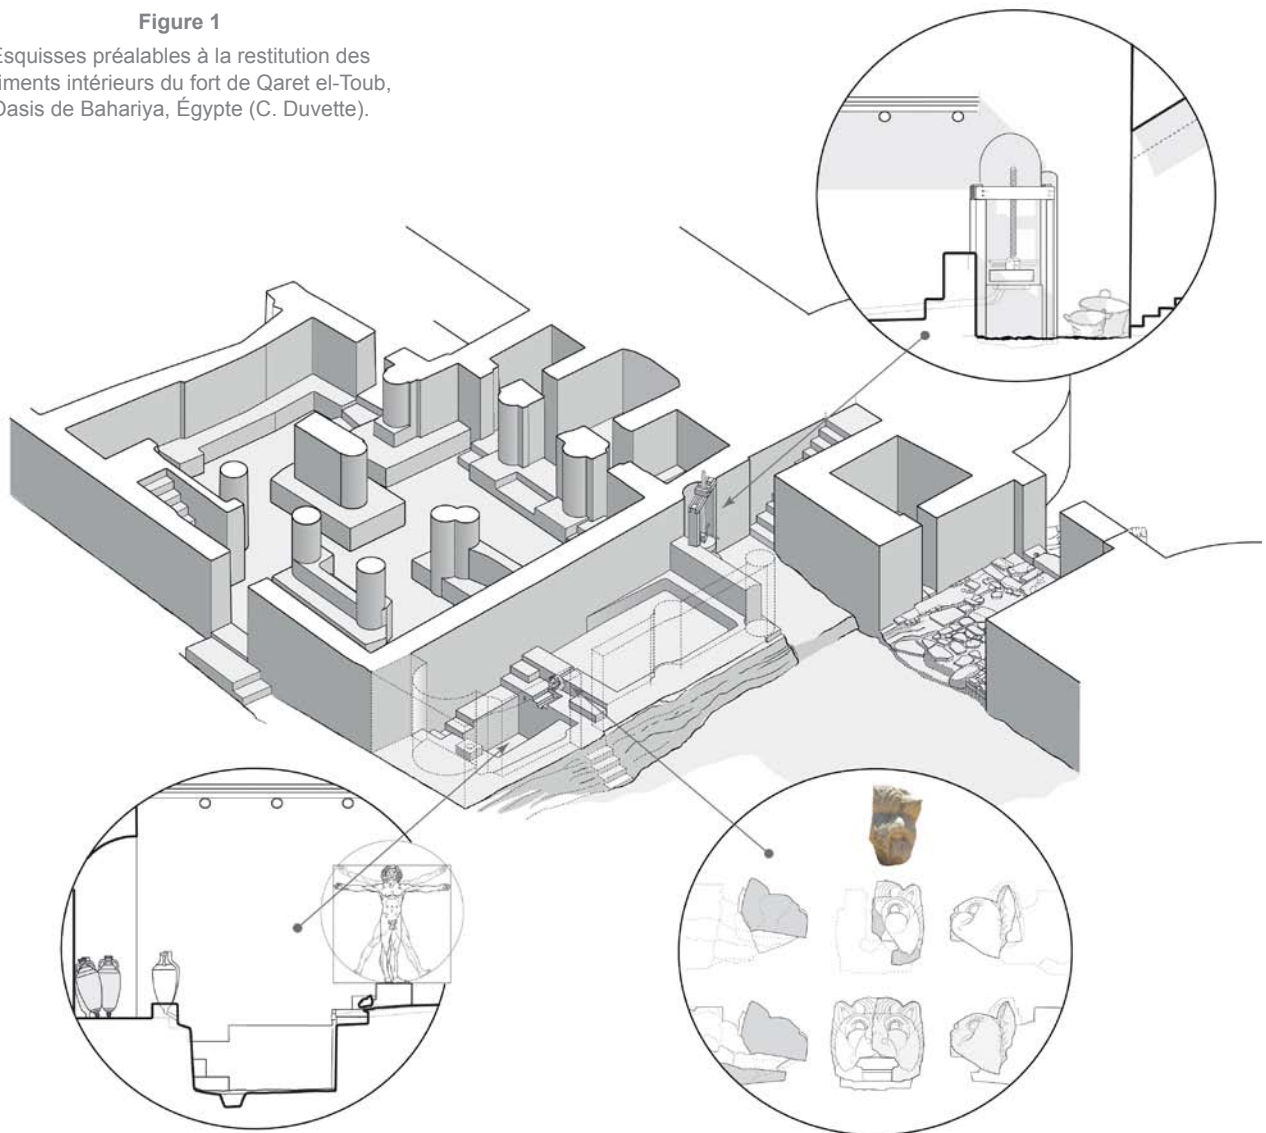 Figure 1
Esquisses préalables à la restitution des
iments intérieurs du fort de Qaret el-Toub,
Oasis de Bahariya, Égypte (C. Duvette).